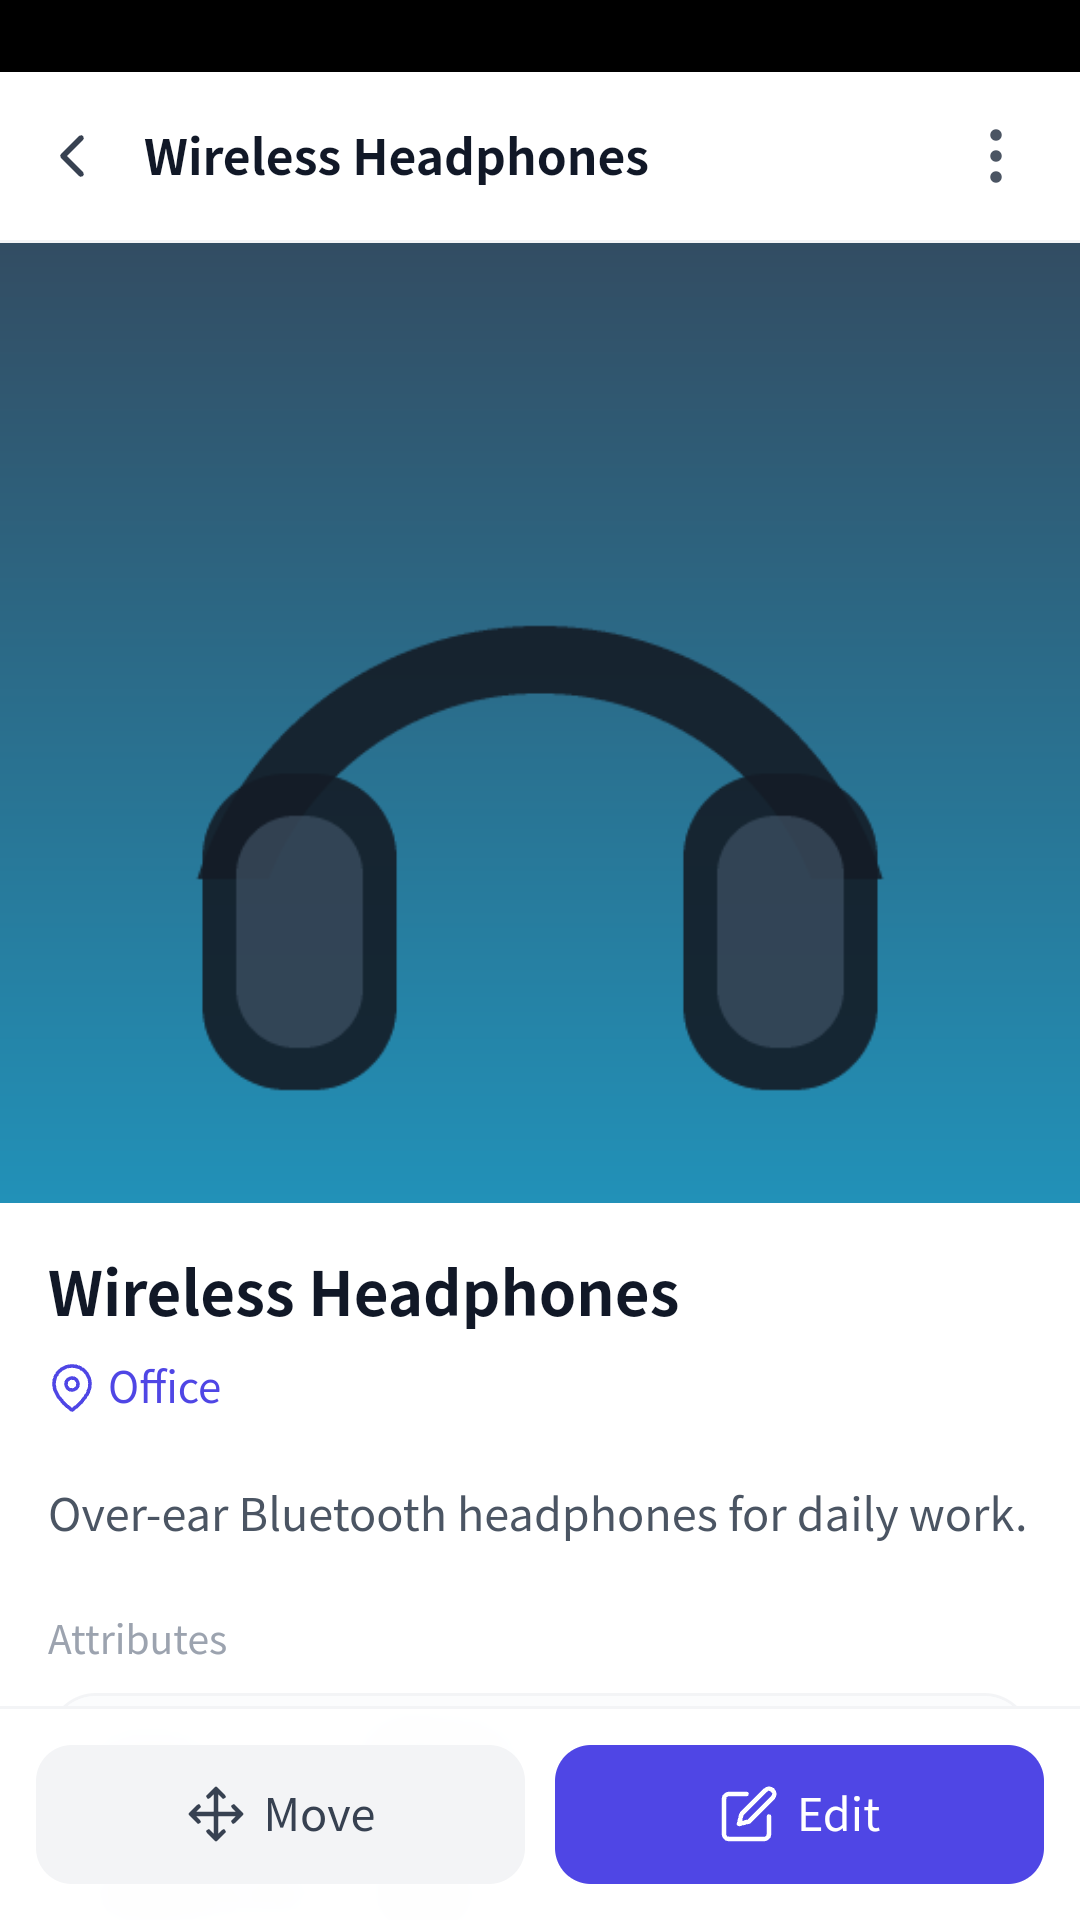 Wireless Headphones
Wireless Headphones
Office
Over-ear Bluetooth headphones for daily work.
Attributes
Move
Edit